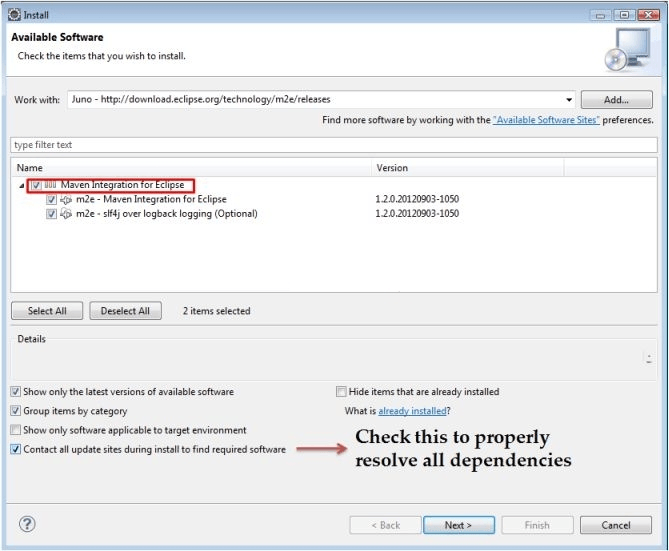 Install
Available Software
Check the items that you wish to install.
Work with: Juno - http://download.eclipse.org/technology/m2e/releases Add...
Find more software by working with the "Available Software Sites" preferences.
type filter text
Name Version
Maven Integration for Eclipse
m2e - Maven Integration for Eclipse 1.2.0.20120903-1050
m2e - slf4j over logback logging (Optional) 1.2.0.20120903-1050
Select All Deselect All 2 items selected
Details
Show only the latest versions of available software Hide items that are already installed
Group items by category What is already installed?
Show only software applicable to target environment
Contact all update sites during install to find required software
Check this to properly
resolve all dependencies
? < Back Next > Finish Cancel